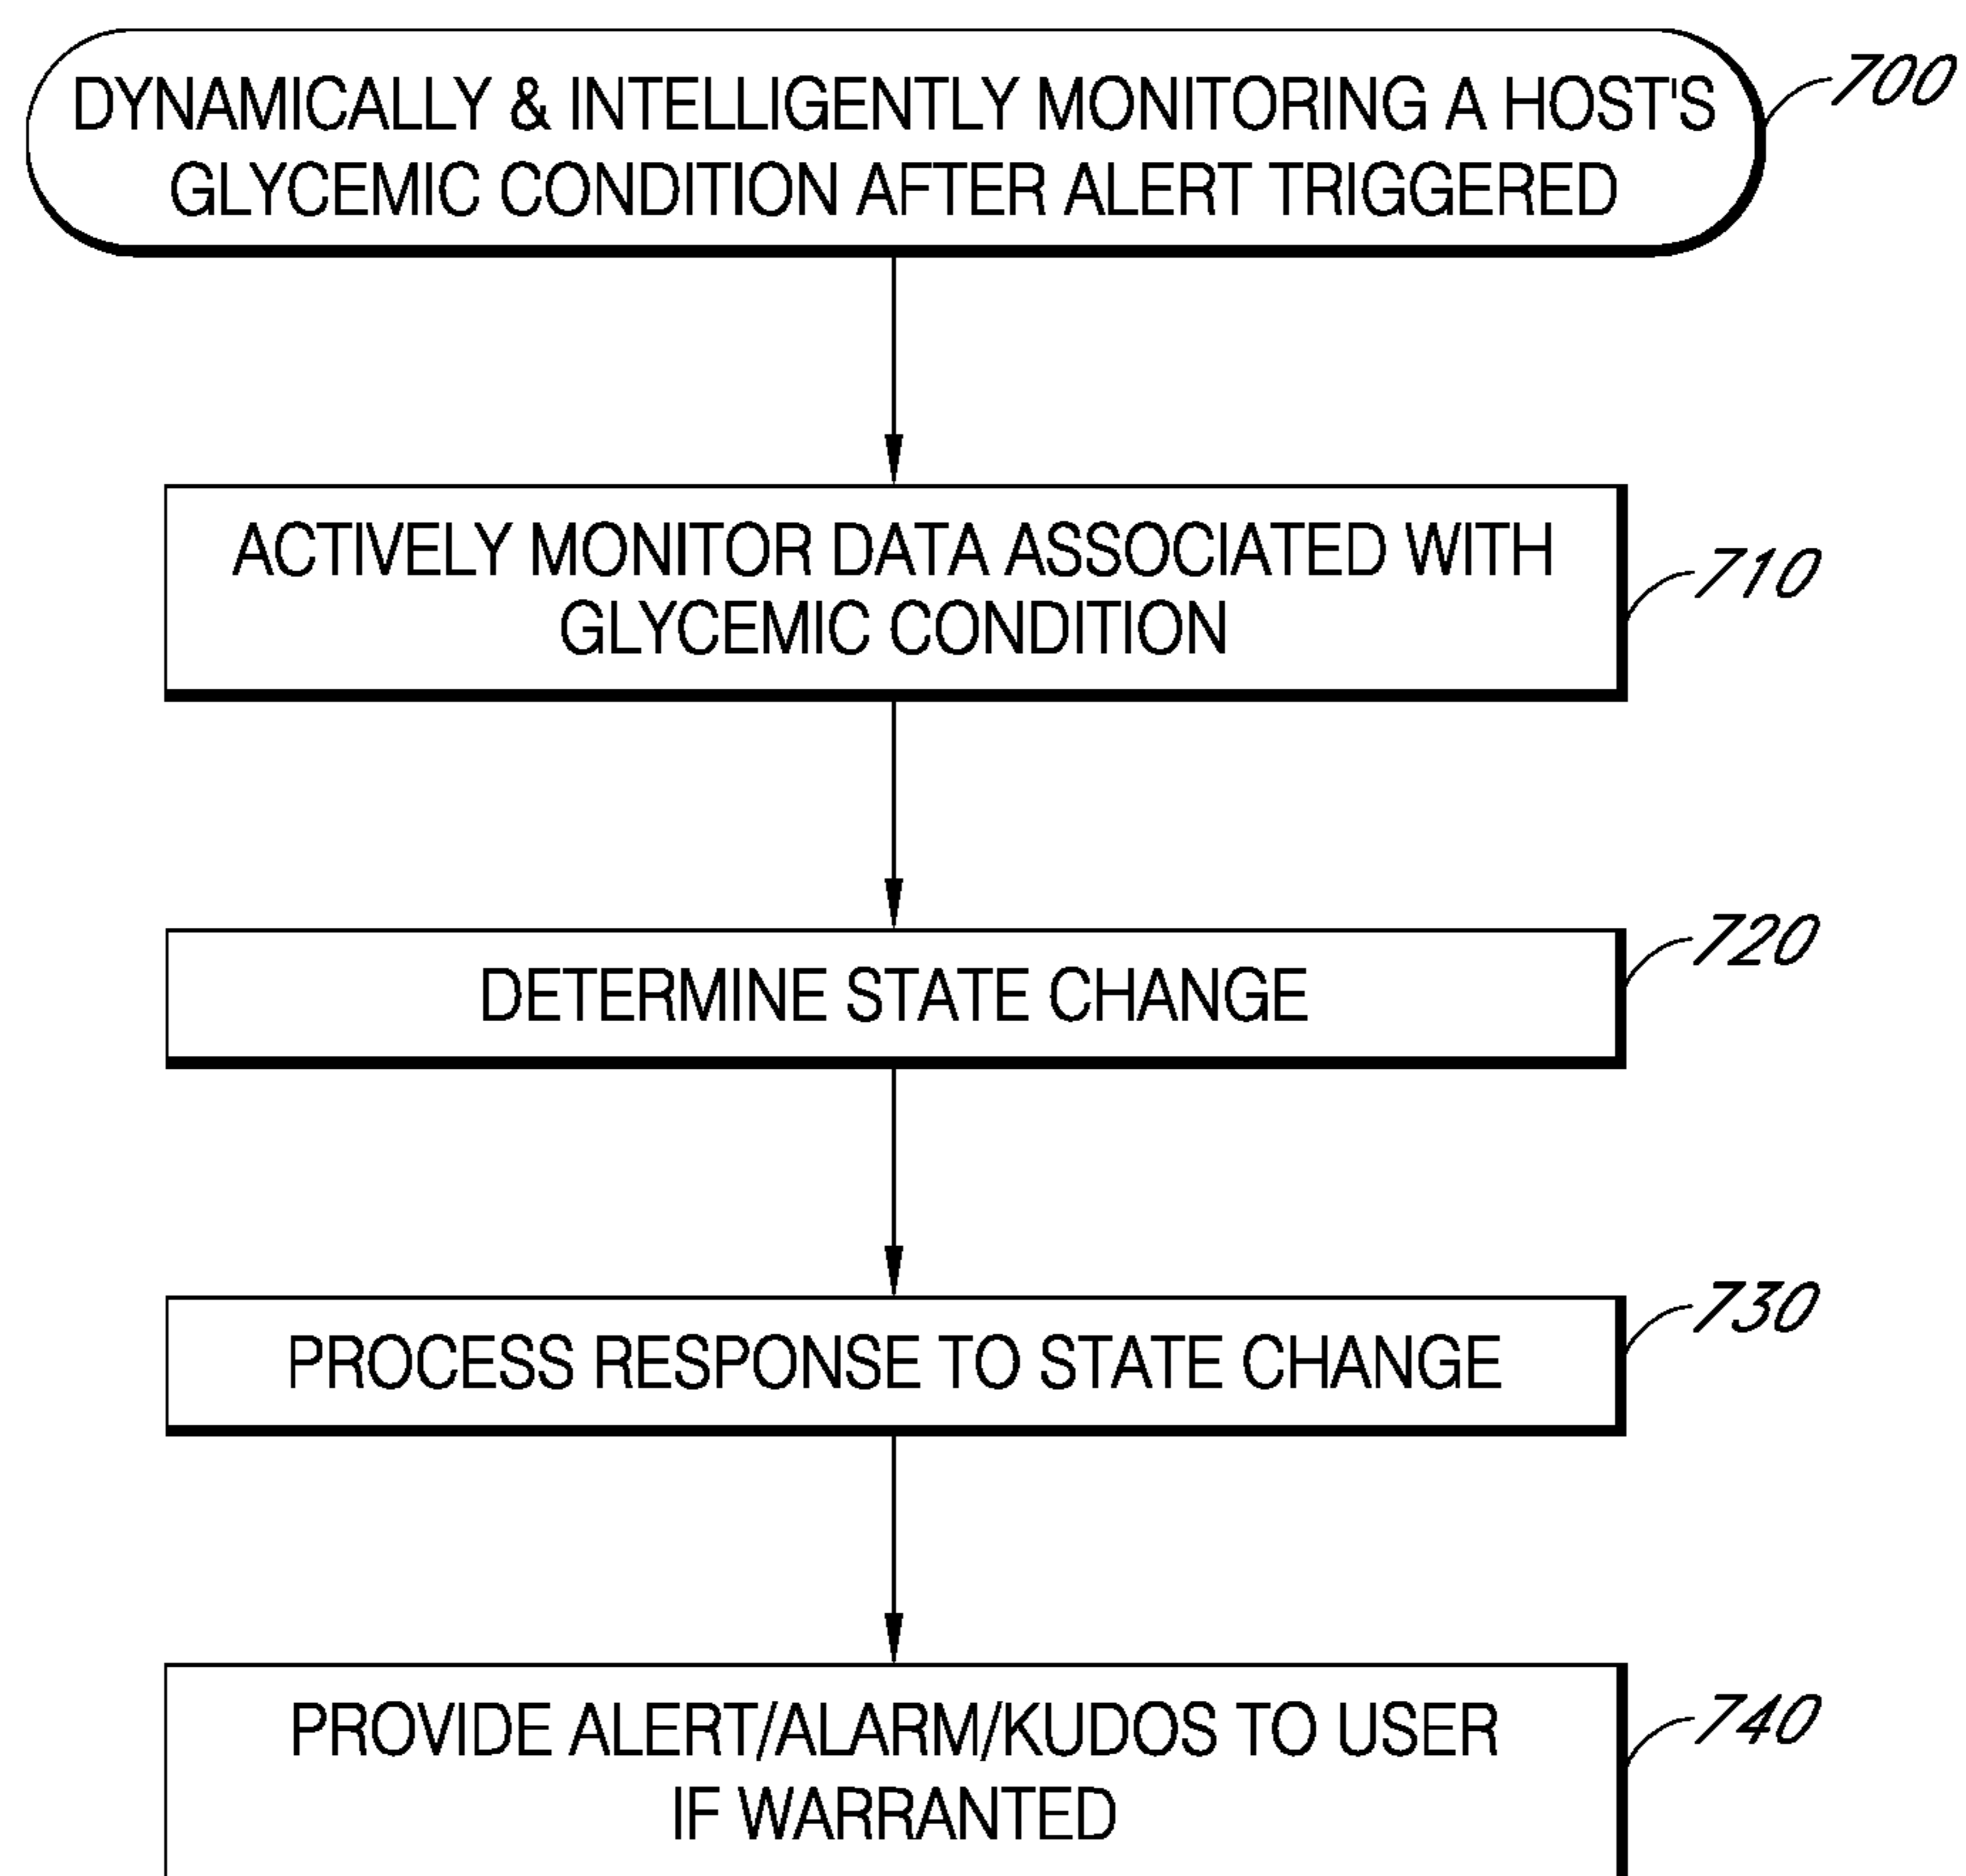 DYNAMICALLY & INTELLIGENTLY MONITORING A HOST'S
GLYCEMIC CONDITION AFTER ALERT TRIGGERED
700
ACTIVELY MONITOR DATA ASSOCIATED WITH
GLYCEMIC CONDITION
710
DETERMINE STATE CHANGE
720
PROCESS RESPONSE TO STATE CHANGE
730
PROVIDE ALERT/ALARM/KUDOS TO USER
IF WARRANTED
740